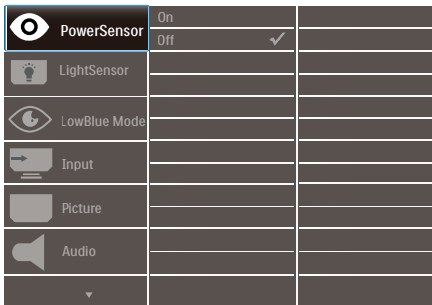 PowerSensor
On
Off
LightSensor
LowBlue Mode
Input
Picture
Audio